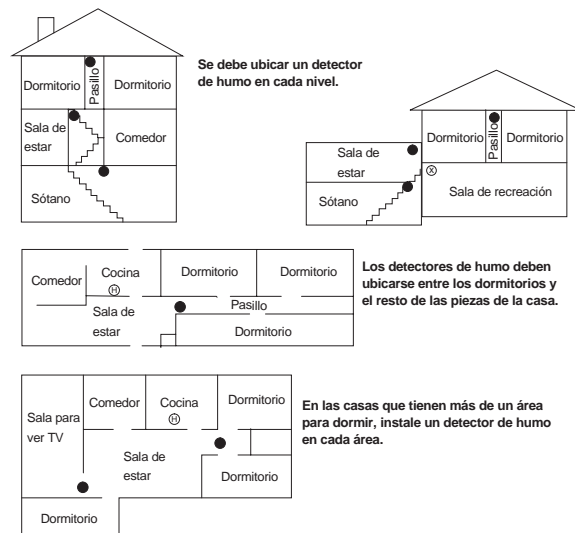 Se debe ubicar un detector
de humo en cada nivel.
Dormitorio
Pasillo
Dormitorio
Sala de
estar
Comedor
Sótano
Dormitorio
Pasillo
Dormitorio
Sala de
estar
X
Sala de recreación
Sótano
Comedor
Cocina
H
Dormitorio
Dormitorio
Sala de
estar
Pasillo
Dormitorio
Los detectores de humo deben
ubicarse entre los dormitorios y
el resto de las piezas de la casa.
Sala para
ver TV
Comedor
Cocina
H
Dormitorio
Sala de
estar
Dormitorio
Dormitorio
En las casas que tienen más de un área
para dormir, instale un detector de humo
en cada área.